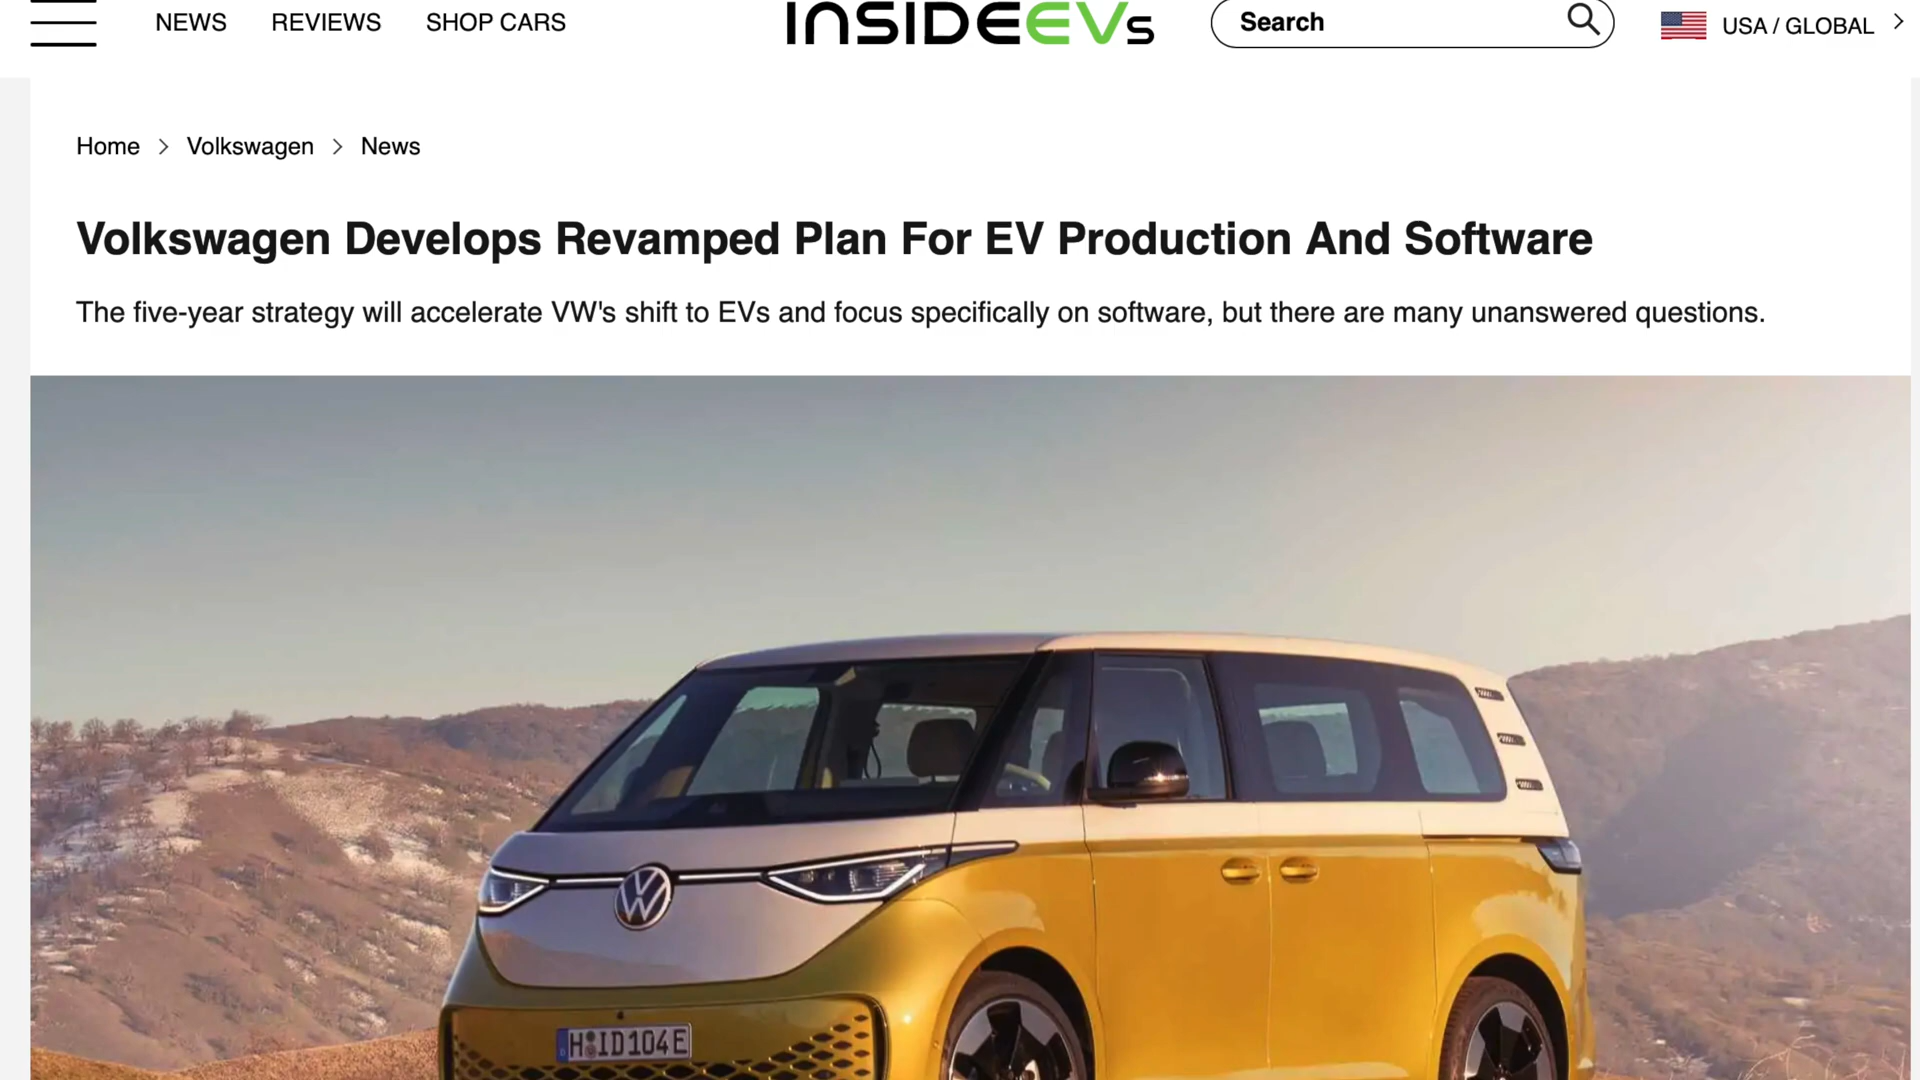 NEWS REVIEWS SHOP CARS INSIDEEVs Search USA / GLOBAL
Home > Volkswagen > News
Volkswagen Develops Revamped Plan For EV Production And Software
The five-year strategy will accelerate VW's shift to EVs and focus specifically on software, but there are many unanswered questions.
H ID104E